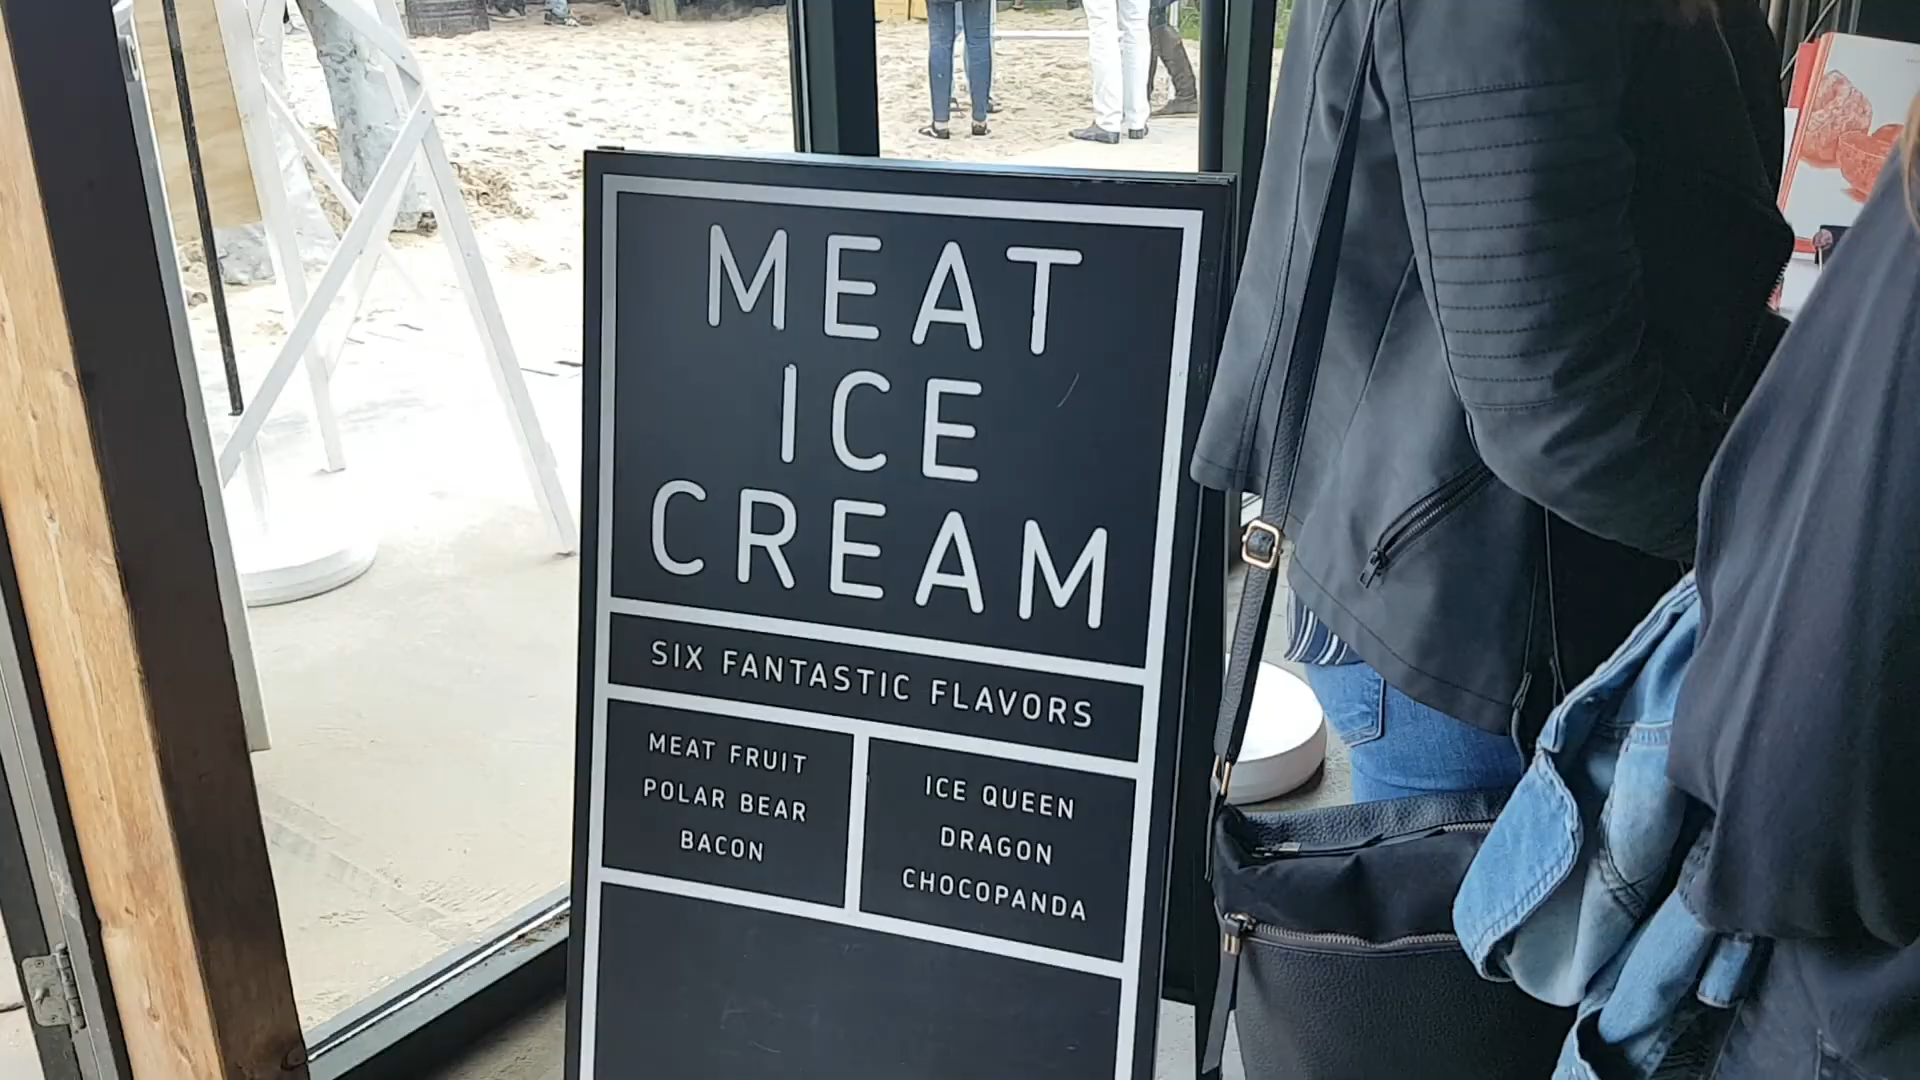 MEAT
ICE
CREAM
SIX FANTASTIC FLAVORS
MEAT FRUIT
POLAR BEAR
BACON
ICE QUEEN
DRAGON
CHOCOPANDA